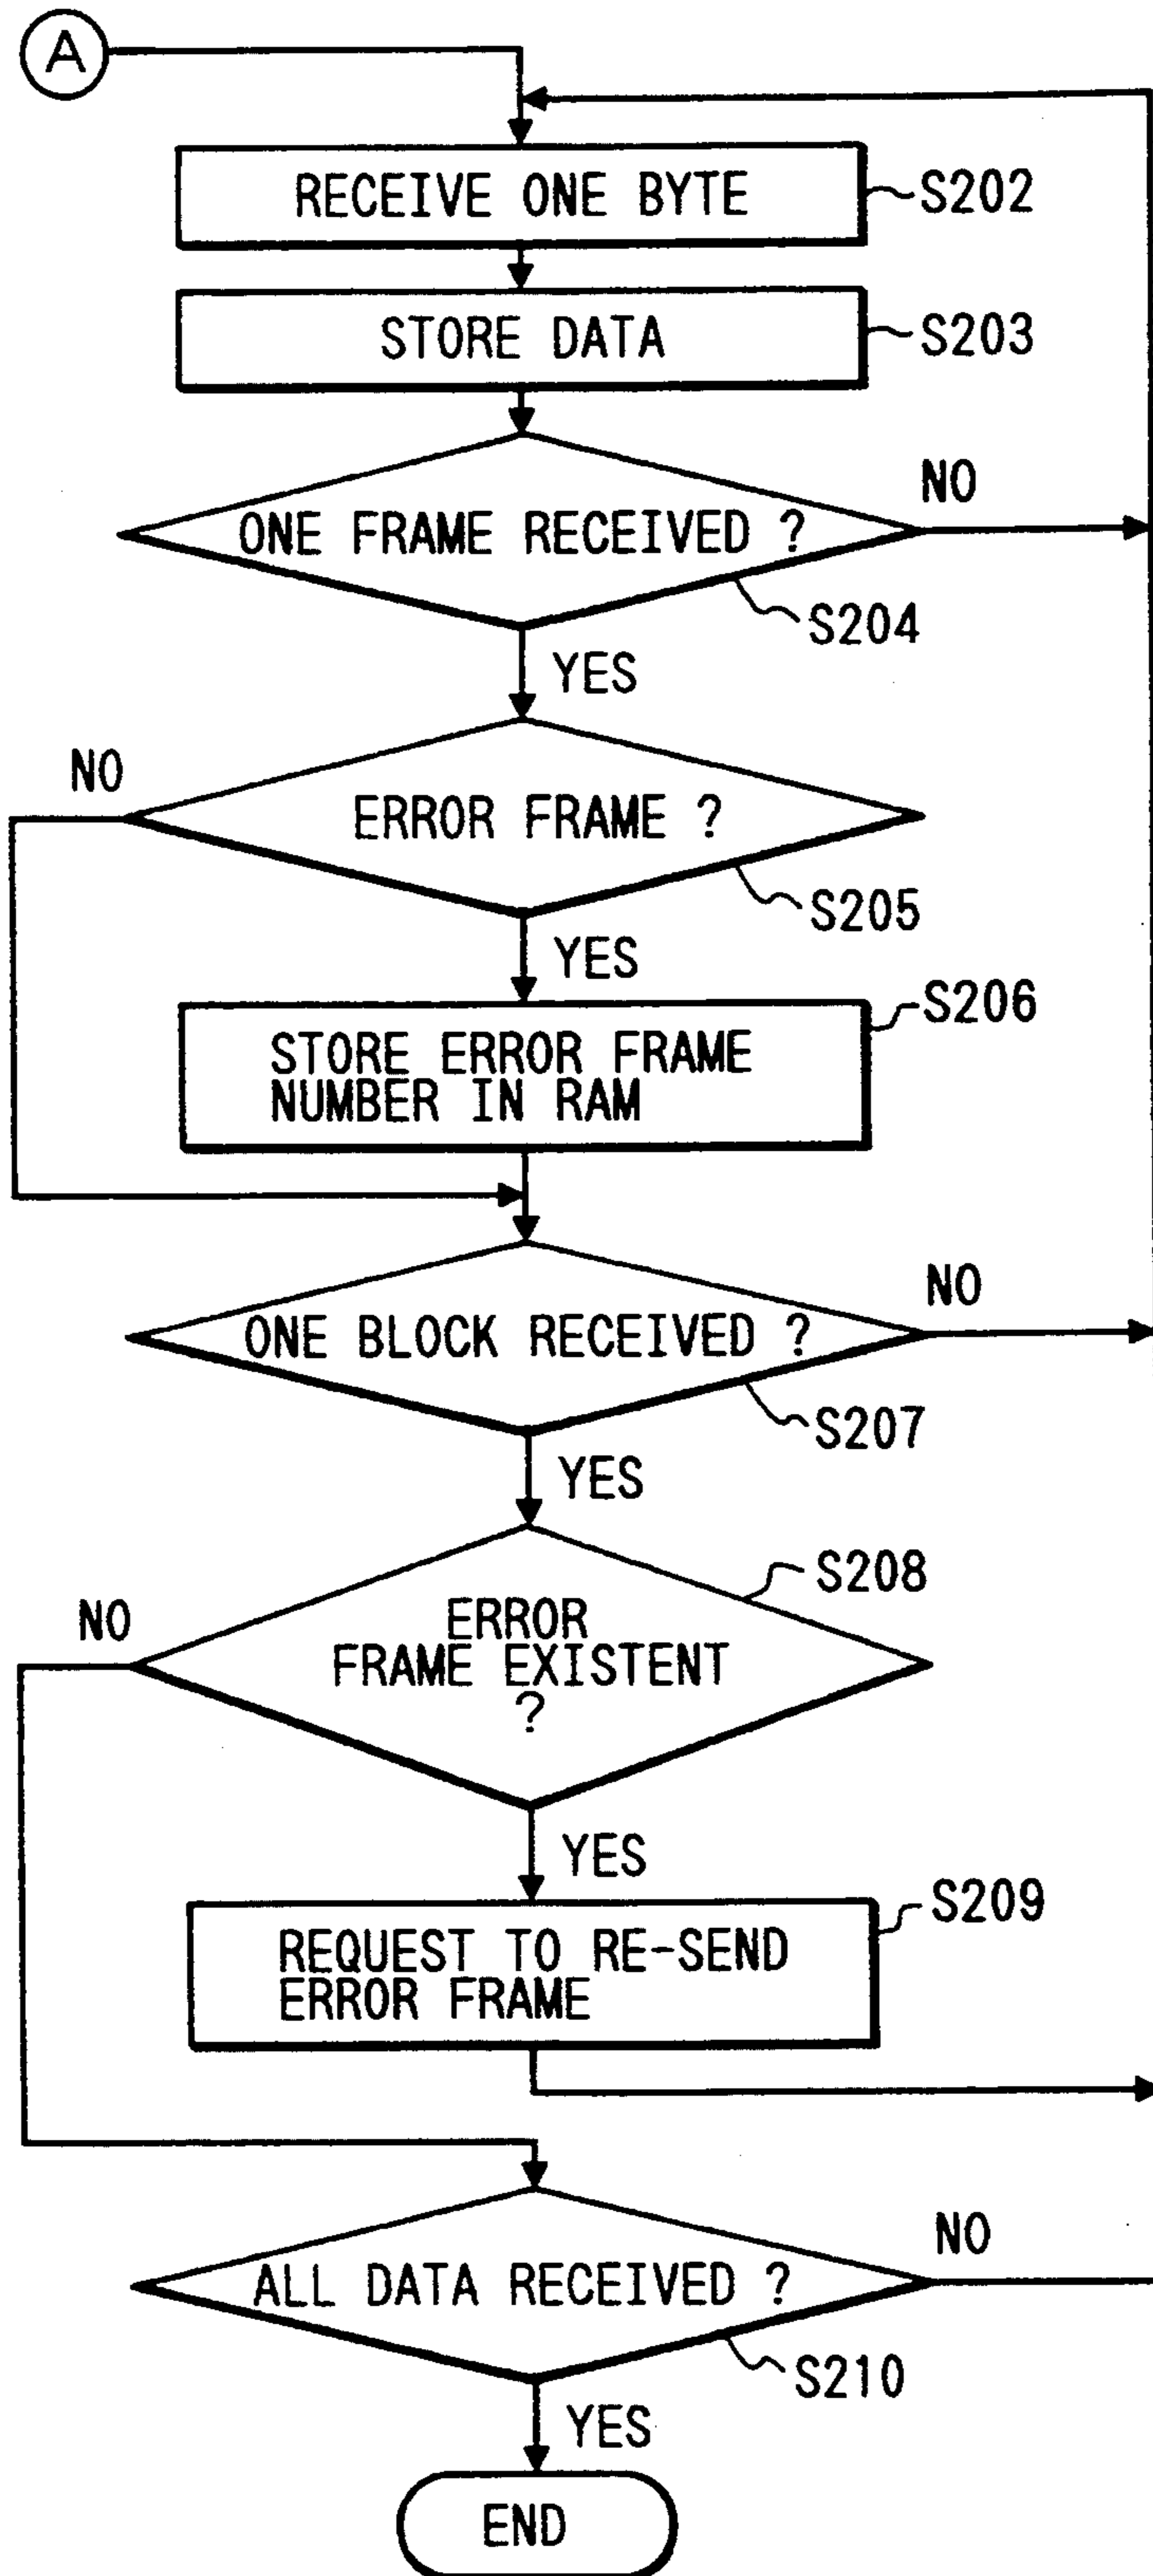 A
RECEIVE ONE BYTE
S202
STORE DATA
S203
NO
ONE FRAME RECEIVED ?
S204
YES
NO
ERROR FRAME ?
S205
YES
S206
STORE ERROR FRAME
NUMBER IN RAM
NO
ONE BLOCK RECEIVED ?
S207
YES
S208
NO
ERROR
FRAME EXISTENT
?
YES
S209
REQUEST TO RE-SEND
ERROR FRAME
NO
ALL DATA RECEIVED ?
S210
YES
END